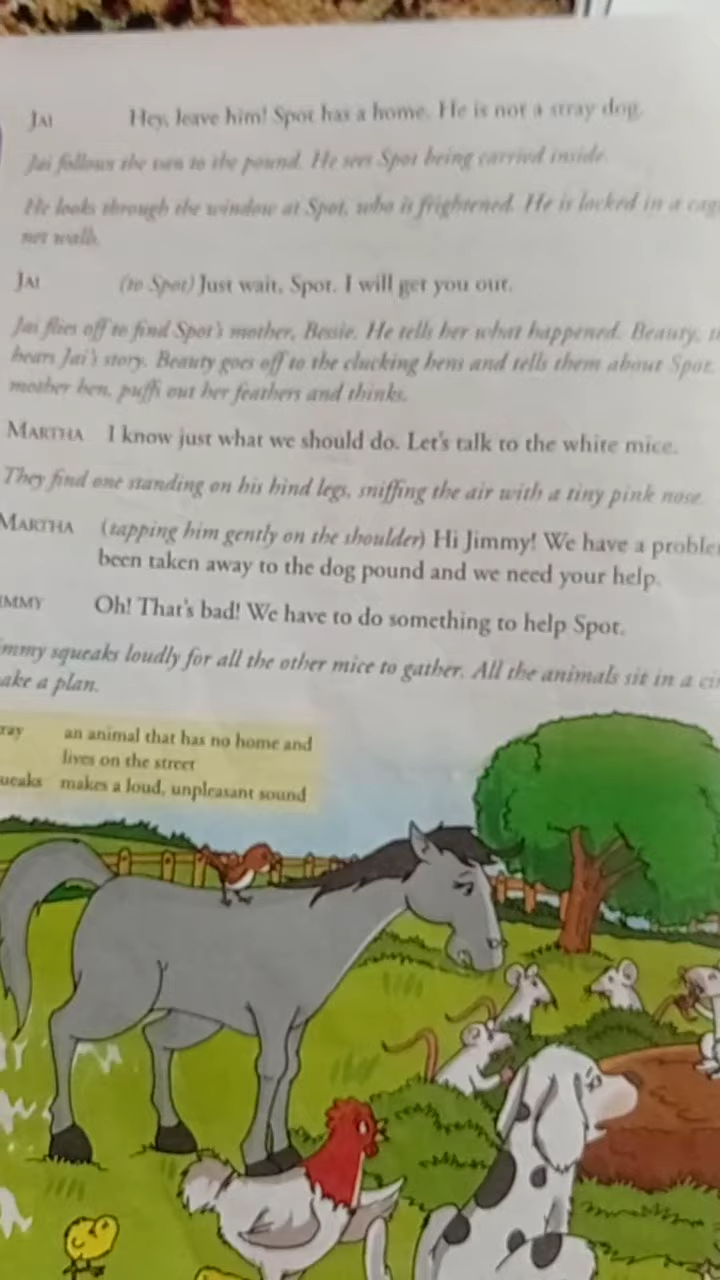 JAI Hey, leave him! Spot has a home. He is not a stray dog.
Jai follows the van to the pound. He sees Spot being carried inside.
He looks through the window at Spot, who is frightened. He is locked in a cag
net walls.
JAI (to Spot) Just wait, Spot. I will get you out.
Jai flies off to find Spot's mother, Bessie. He tells her what happened. Beauty,
hears Jai's story. Beauty goes off to the clucking hens and tells them about Spot.
mother hen, puffs out her feathers and thinks.
MARTHA I know just what we should do. Let's talk to the white mice.
They find one standing on his hind legs, sniffing the air with a tiny pink nose.
MARTHA (tapping him gently on the shoulder) Hi Jimmy! We have a proble
been taken away to the dog pound and we need your help.
IMMY Oh! That's bad! We have to do something to help Spot.
immy squeaks loudly for all the other mice to gather. All the animals sit in a ci
ake a plan.
ray an animal that has no home and
lives on the street
ueaks makes a loud, unpleasant sound